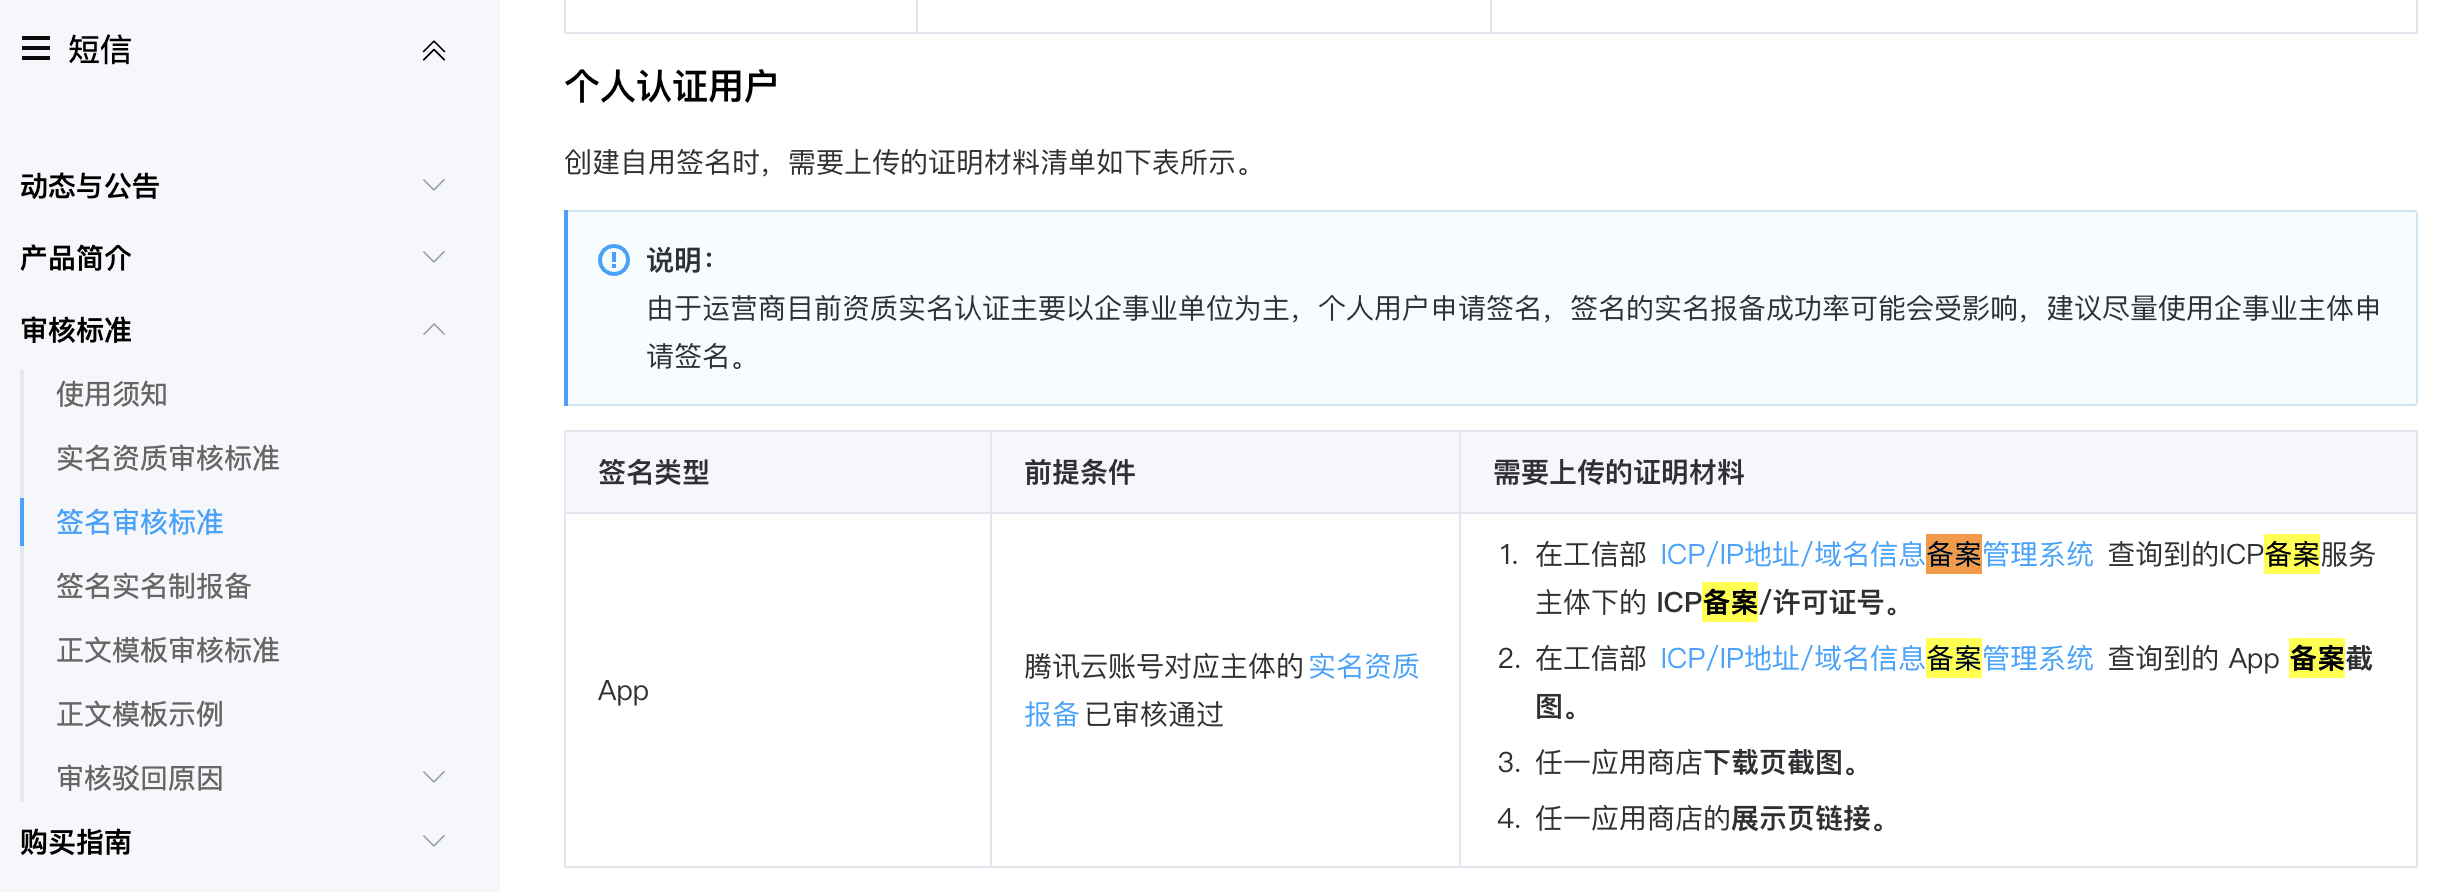 短信
动态与公告
产品简介
审核标准
使用须知
实名资质审核标准
签名审核标准
签名实名制报备
正文模板审核标准
正文模板示例
审核驳回原因
购买指南
个人认证用户
创建自用签名时，需要上传的证明材料清单如下表所示。
说明：
由于运营商目前资质实名认证主要以企事业单位为主，个人用户申请签名，签名的实名报备成功率可能会受影响，建议尽量使用企事业主体申
请签名。
签名类型
前提条件
需要上传的证明材料
App
腾讯云账号对应主体的 实名资质
报备 已审核通过
1. 在工信部 ICP/IP地址/域名信息备案管理系统 查询到的ICP备案服务
主体下的 ICP备案/许可证号。
2. 在工信部 ICP/IP地址/域名信息备案管理系统 查询到的 App 备案截
图。
3. 任一应用商店下载页截图。
4. 任一应用商店的展示页链接。